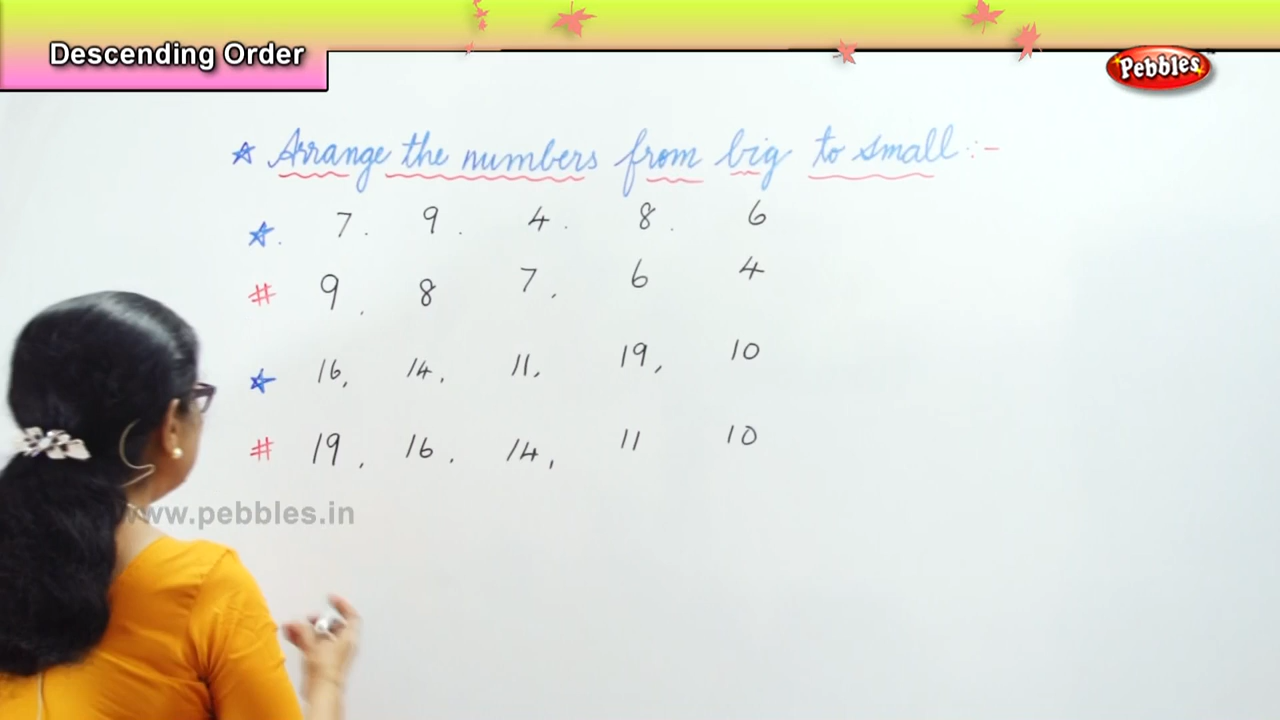 Descending Order
Pebbles
☆ Arrange the numbers from big to small :-
☆. 7. 9. 4. 8. 6
# 9, 8 7, 6 4
☆ 16, 14, 11, 19, 10
# 19, 16. 14, 11 10
www.pebbles.in